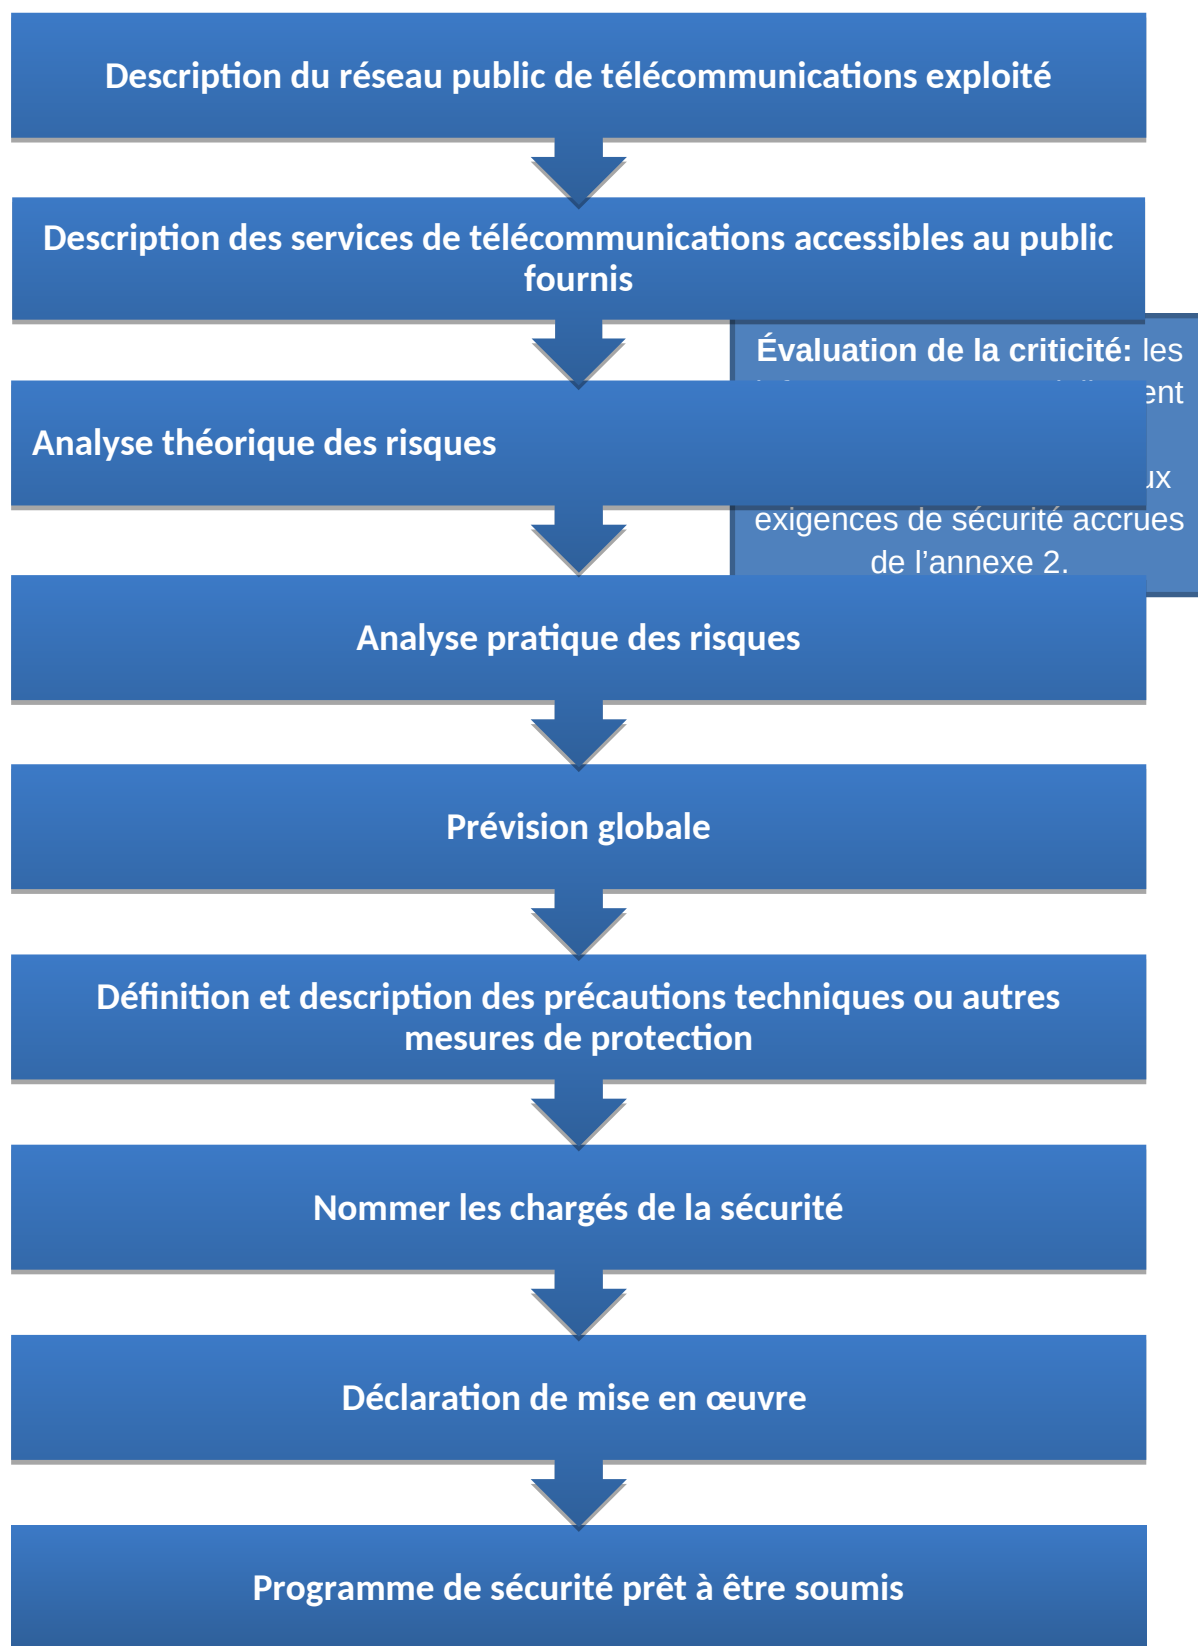 Description du réseau public de télécommunications exploité
Description des services de télécommunications accessibles au public
fournis
Évaluation de la criticité: les
Analyse théorique des risques
exigences de sécurité accrues
de l’annexe 2.
Analyse pratique des risques
Prévision globale
Définition et description des précautions techniques ou autres
mesures de protection
Nommer les chargés de la sécurité
Déclaration de mise en œuvre
Programme de sécurité prêt à être soumis